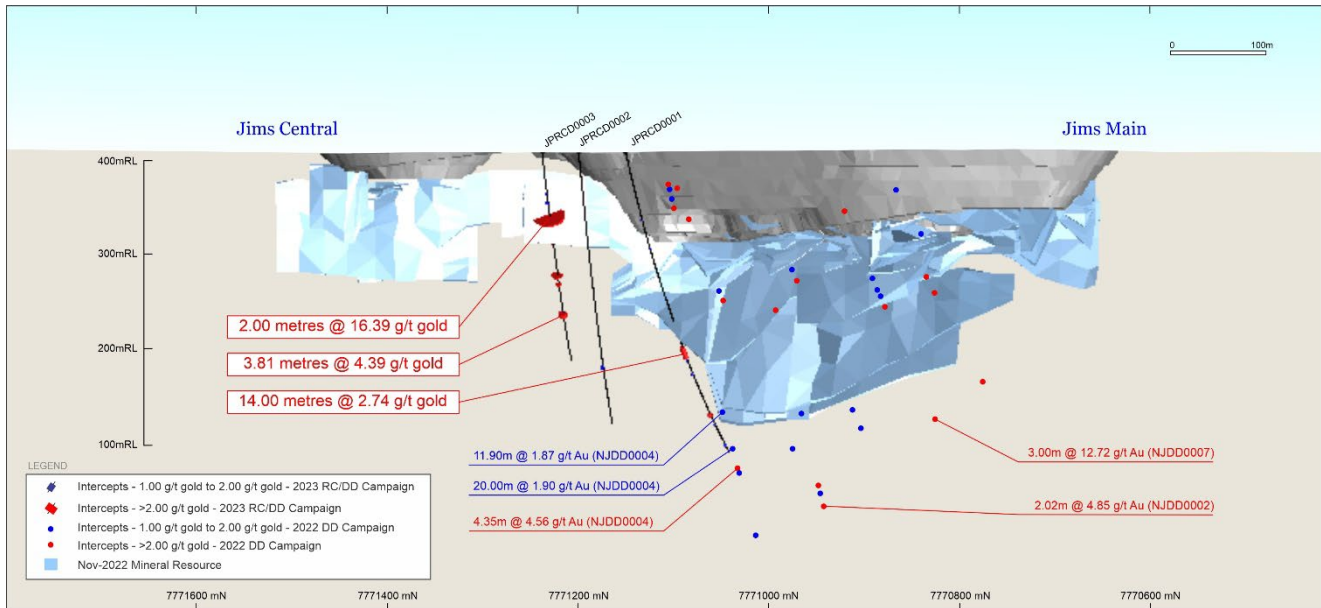 0 100m
Jims Central
Jims Main
JPRCD0003
JPRCD0002
JPRCD0001
400mRL
300mRL
200mRL
100mRL
2.00 metres @ 16.39 g/t gold
3.81 metres @ 4.39 g/t gold
14.00 metres @ 2.74 g/t gold
11.90m @ 1.87 g/t Au (NJDD0004)
20.00m @ 1.90 g/t Au (NJDD0004)
4.35m @ 4.56 g/t Au (NJDD0004)
3.00m @ 12.72 g/t Au (NJDD0007)
2.02m @ 4.85 g/t Au (NJDD0002)
LEGEND
Intercepts - 1.00 g/t gold to 2.00 g/t gold - 2023 RC/DD Campaign
Intercepts - >2.00 g/t gold - 2023 RC/DD Campaign
Intercepts - 1.00 g/t gold to 2.00 g/t gold - 2022 DD Campaign
Intercepts - >2.00 g/t gold - 2022 DD Campaign
Nov-2022 Mineral Resource
7771600 mN 7771400 mN 7771200 mN 7771000 mN 7770800 mN 7770600 mN